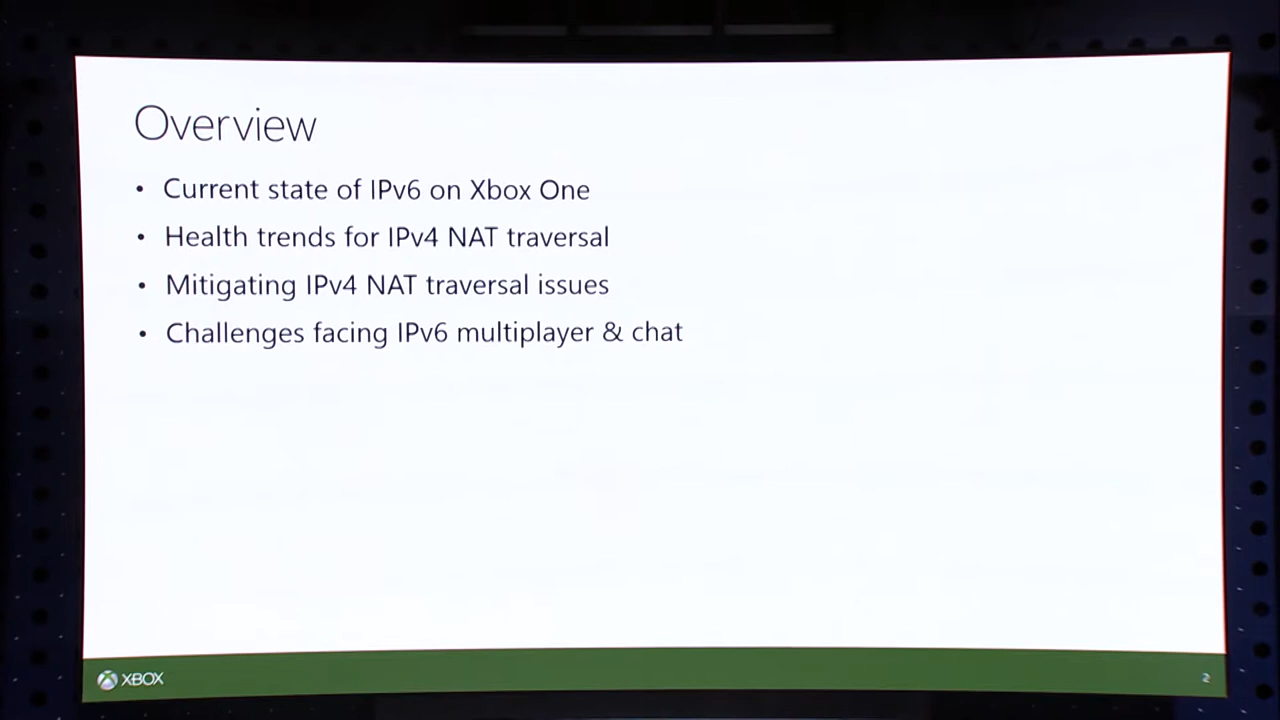 Overview
• Current state of IPv6 on Xbox One
• Health trends for IPv4 NAT traversal
• Mitigating IPv4 NAT traversal issues
• Challenges facing IPv6 multiplayer & chat
XBOX
2